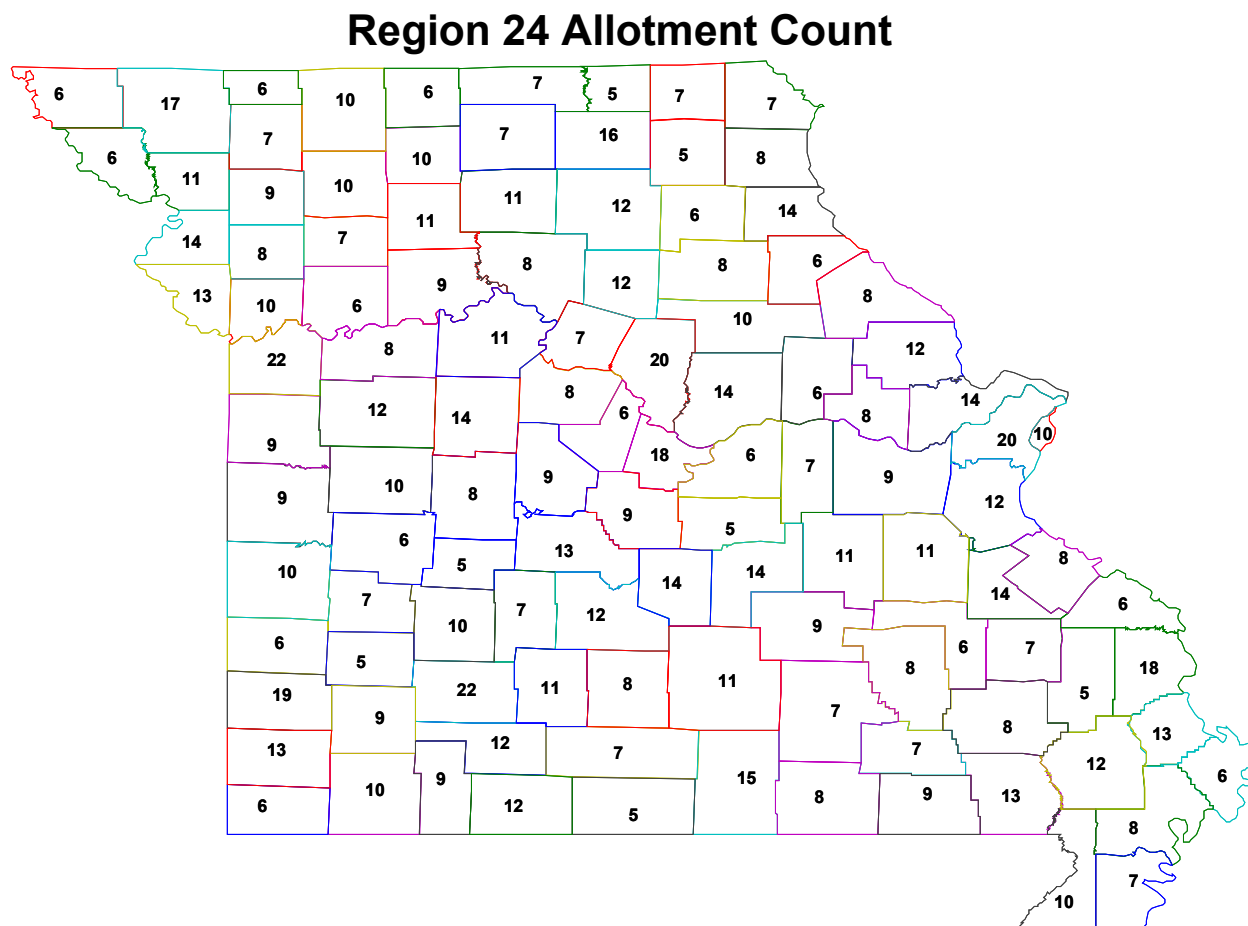 Region 24 Allotment Count
6 17 6 10 6 7 5 7 7
7 10 7 16 5 8
6 11 9 10 11 11 12 6 14
14 8 7 8 12 8 6
13 10 6 9 11 7 10 8
22 8 20 14 6 12
12 14 8 6 8 14
9 10 8 9 18 6 7 9 20 10
9 6 9 5 12
10 7 5 13 14 14 11 11 14 8
6 5 10 7 12 9 6 7 6
19 9 22 11 8 11 7 8 5 18
13 12 7 15 7 8 13
6 10 9 12 5 8 9 13 12 6
8
10 7